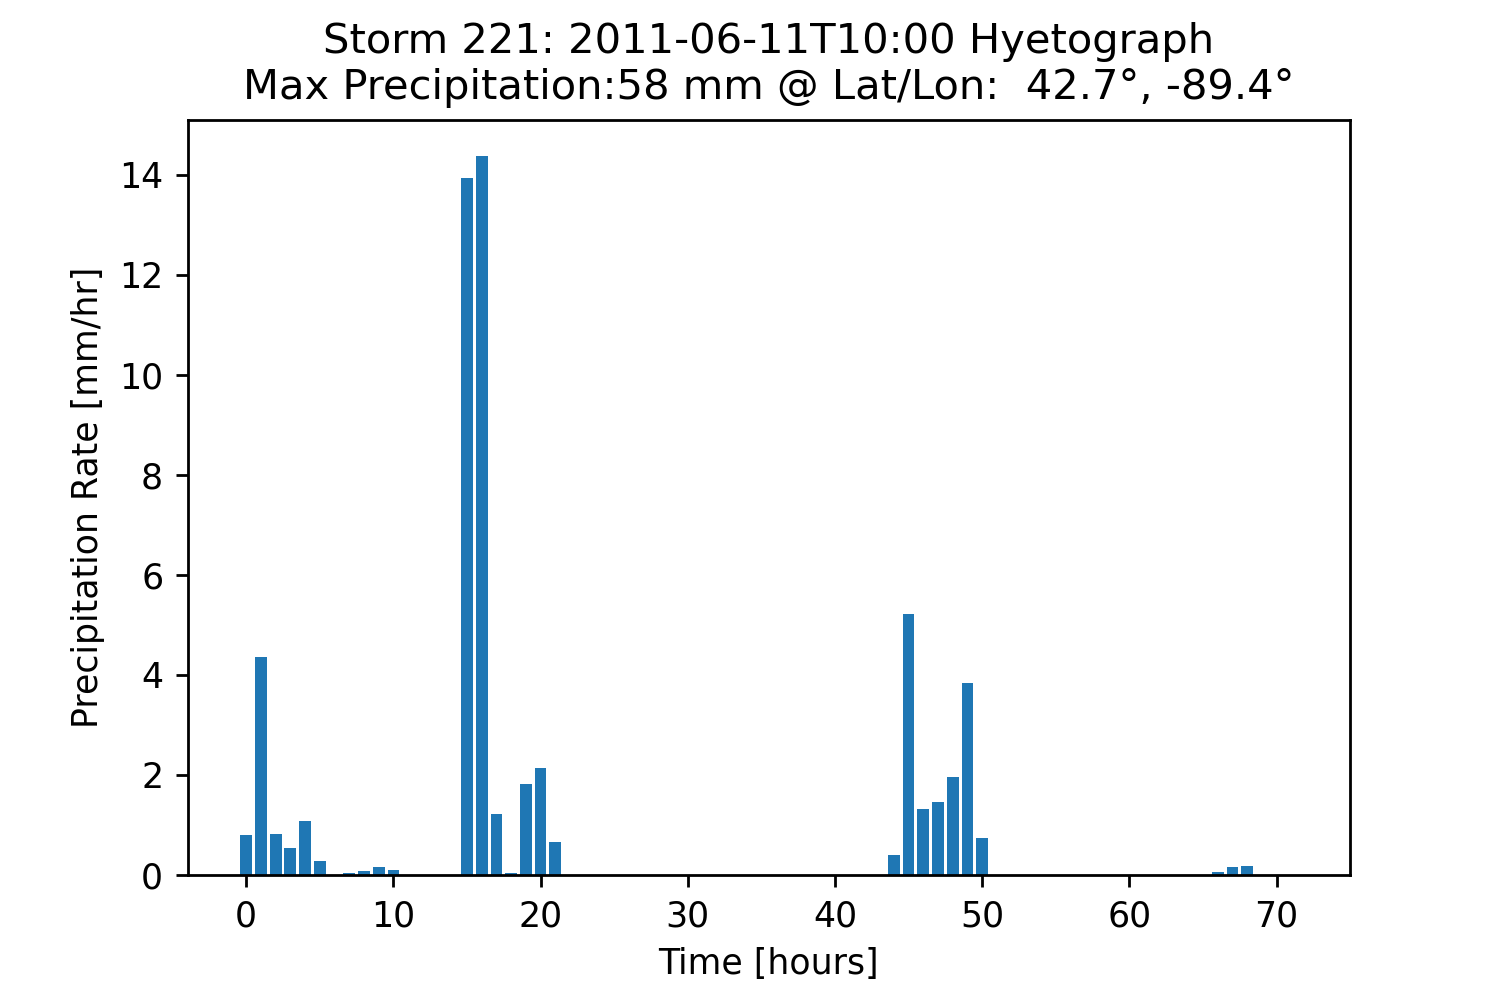 Storm 221: 2011-06-11T10:00 Hyetograph
Max Precipitation:58 mm @ Lat/Lon:  42.7°, -89.4°
Precipitation Rate [mm/hr]
14
12
10
8
6
4
2
0
0 10 20 30 40 50 60 70
Time [hours]